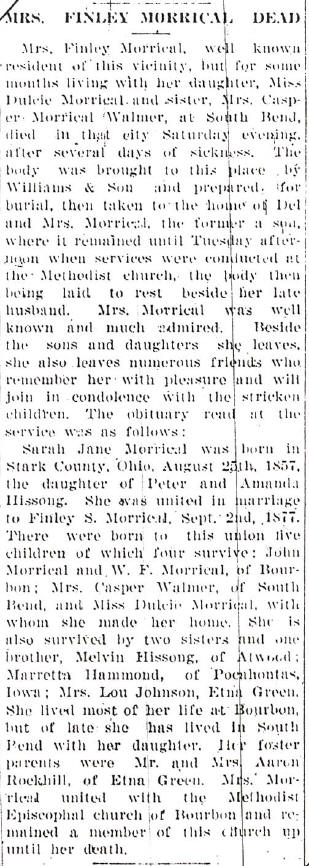 MRS. FINLEY MORRICAL DEAD
Mrs. Finley Morrical, well known
resident of this vicinity, but for some
months living with her daughter, Miss
Dulcie Morrical and sister, Mrs. Casp-
er Morrical Walmer, at South Bend,
died in that city Saturday evening,
after several days of sickness. The
body was brought to this place by
Williams & Son and prepared for
burial, then taken to the home of Del
and Mrs. Morrical, the former a son,
where it remained until Tuesday after-
noon when services were conducted at
the Methodist church, the body then
being laid to rest beside her late
husband. Mrs. Morrical was well
known and much admired. Beside
the sons and daughters she leaves,
she also leaves numerous friends who
remember her with pleasure and will
join in condolence with the stricken
children. The obituary read at the
service was as follows:
Sarah Jane Morrical was born in
Stark County, Ohio, August 25th, 1857,
the daughter of Peter and Amanda
Hissong. She was united in marriage
to Finley S. Morrical, Sept. 2nd, 1877.
There were born to this union five
children of which four survive: John
Morrical and W. F. Morrical, of Bour-
bon; Mrs. Casper Walmer, of South
Bend, and Miss Dulcie Morrical, with
whom she made her home. She is
also survived by two sisters and one
brother, Melvin Hissong, of Atwood;
Marretta Hammond, of Pocahontas,
Iowa; Mrs. Lou Johnson, Etna Green.
She lived most of her life at Bourbon,
but of late she has lived in South
Bend with her daughter. Her foster
parents were Mr. and Mrs. Aaron
Rockhill, of Etna Green. Mrs. Mor-
rical united with the Methodist
Episcophal church of Bourbon and re-
mained a member of this church up
until her death.